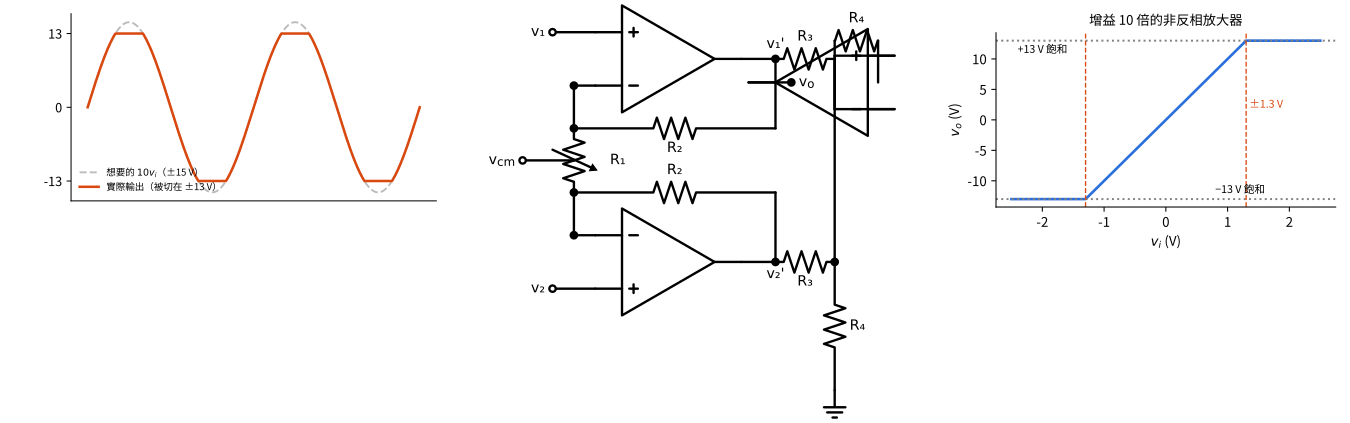 13
0
-13
想要的 10vᵢ（±15 V）
實際輸出（被切在 ±13 V）
v₁
+
−
v₁'
R₃
R₄
+
vₒ
R₂
v_cm
R₁
R₂
−
+
v₂
v₂'
R₃
R₄
增益 10 倍的非反相放大器
+13 V 飽和
±1.3 V
−13 V 飽和
10
5
0
-5
-10
vₒ (V)
-2
-1
0
1
2
vᵢ (V)